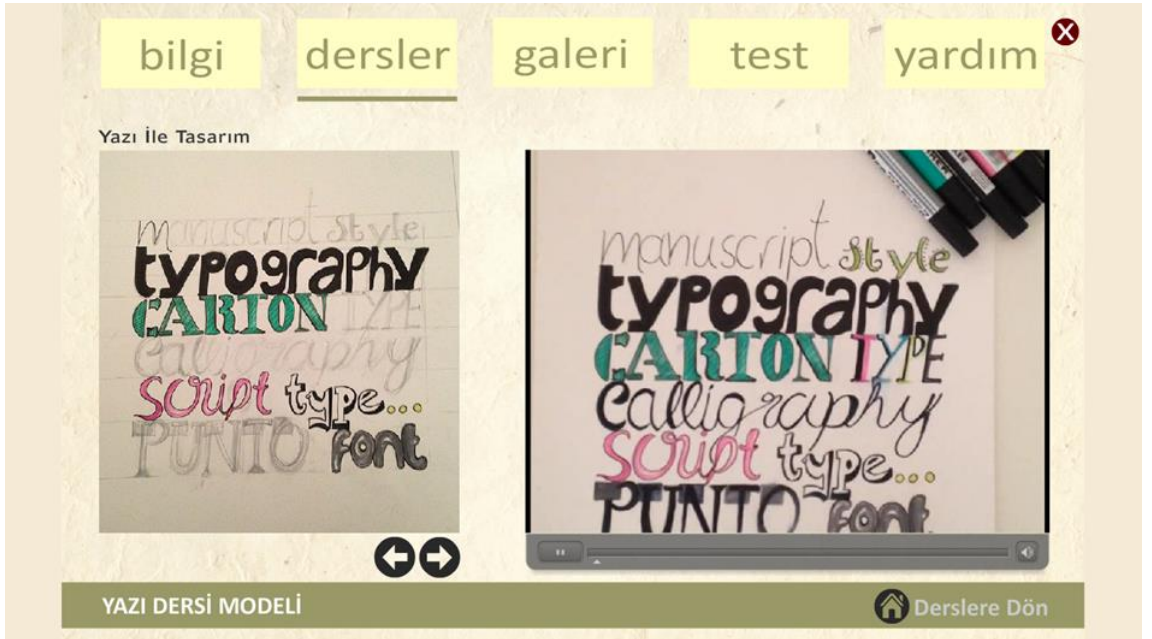 bilgi dersler galeri test yardım X
Yazı İle Tasarım
manuscript style
typography
CARTON TYPE
Calligraphy
script type...
PUNTO font
manuscript style
typography
CARTON TYPE
Calligraphy
script type...
PUNTO font
YAZI DERSİ MODELİ
Derslere Dön